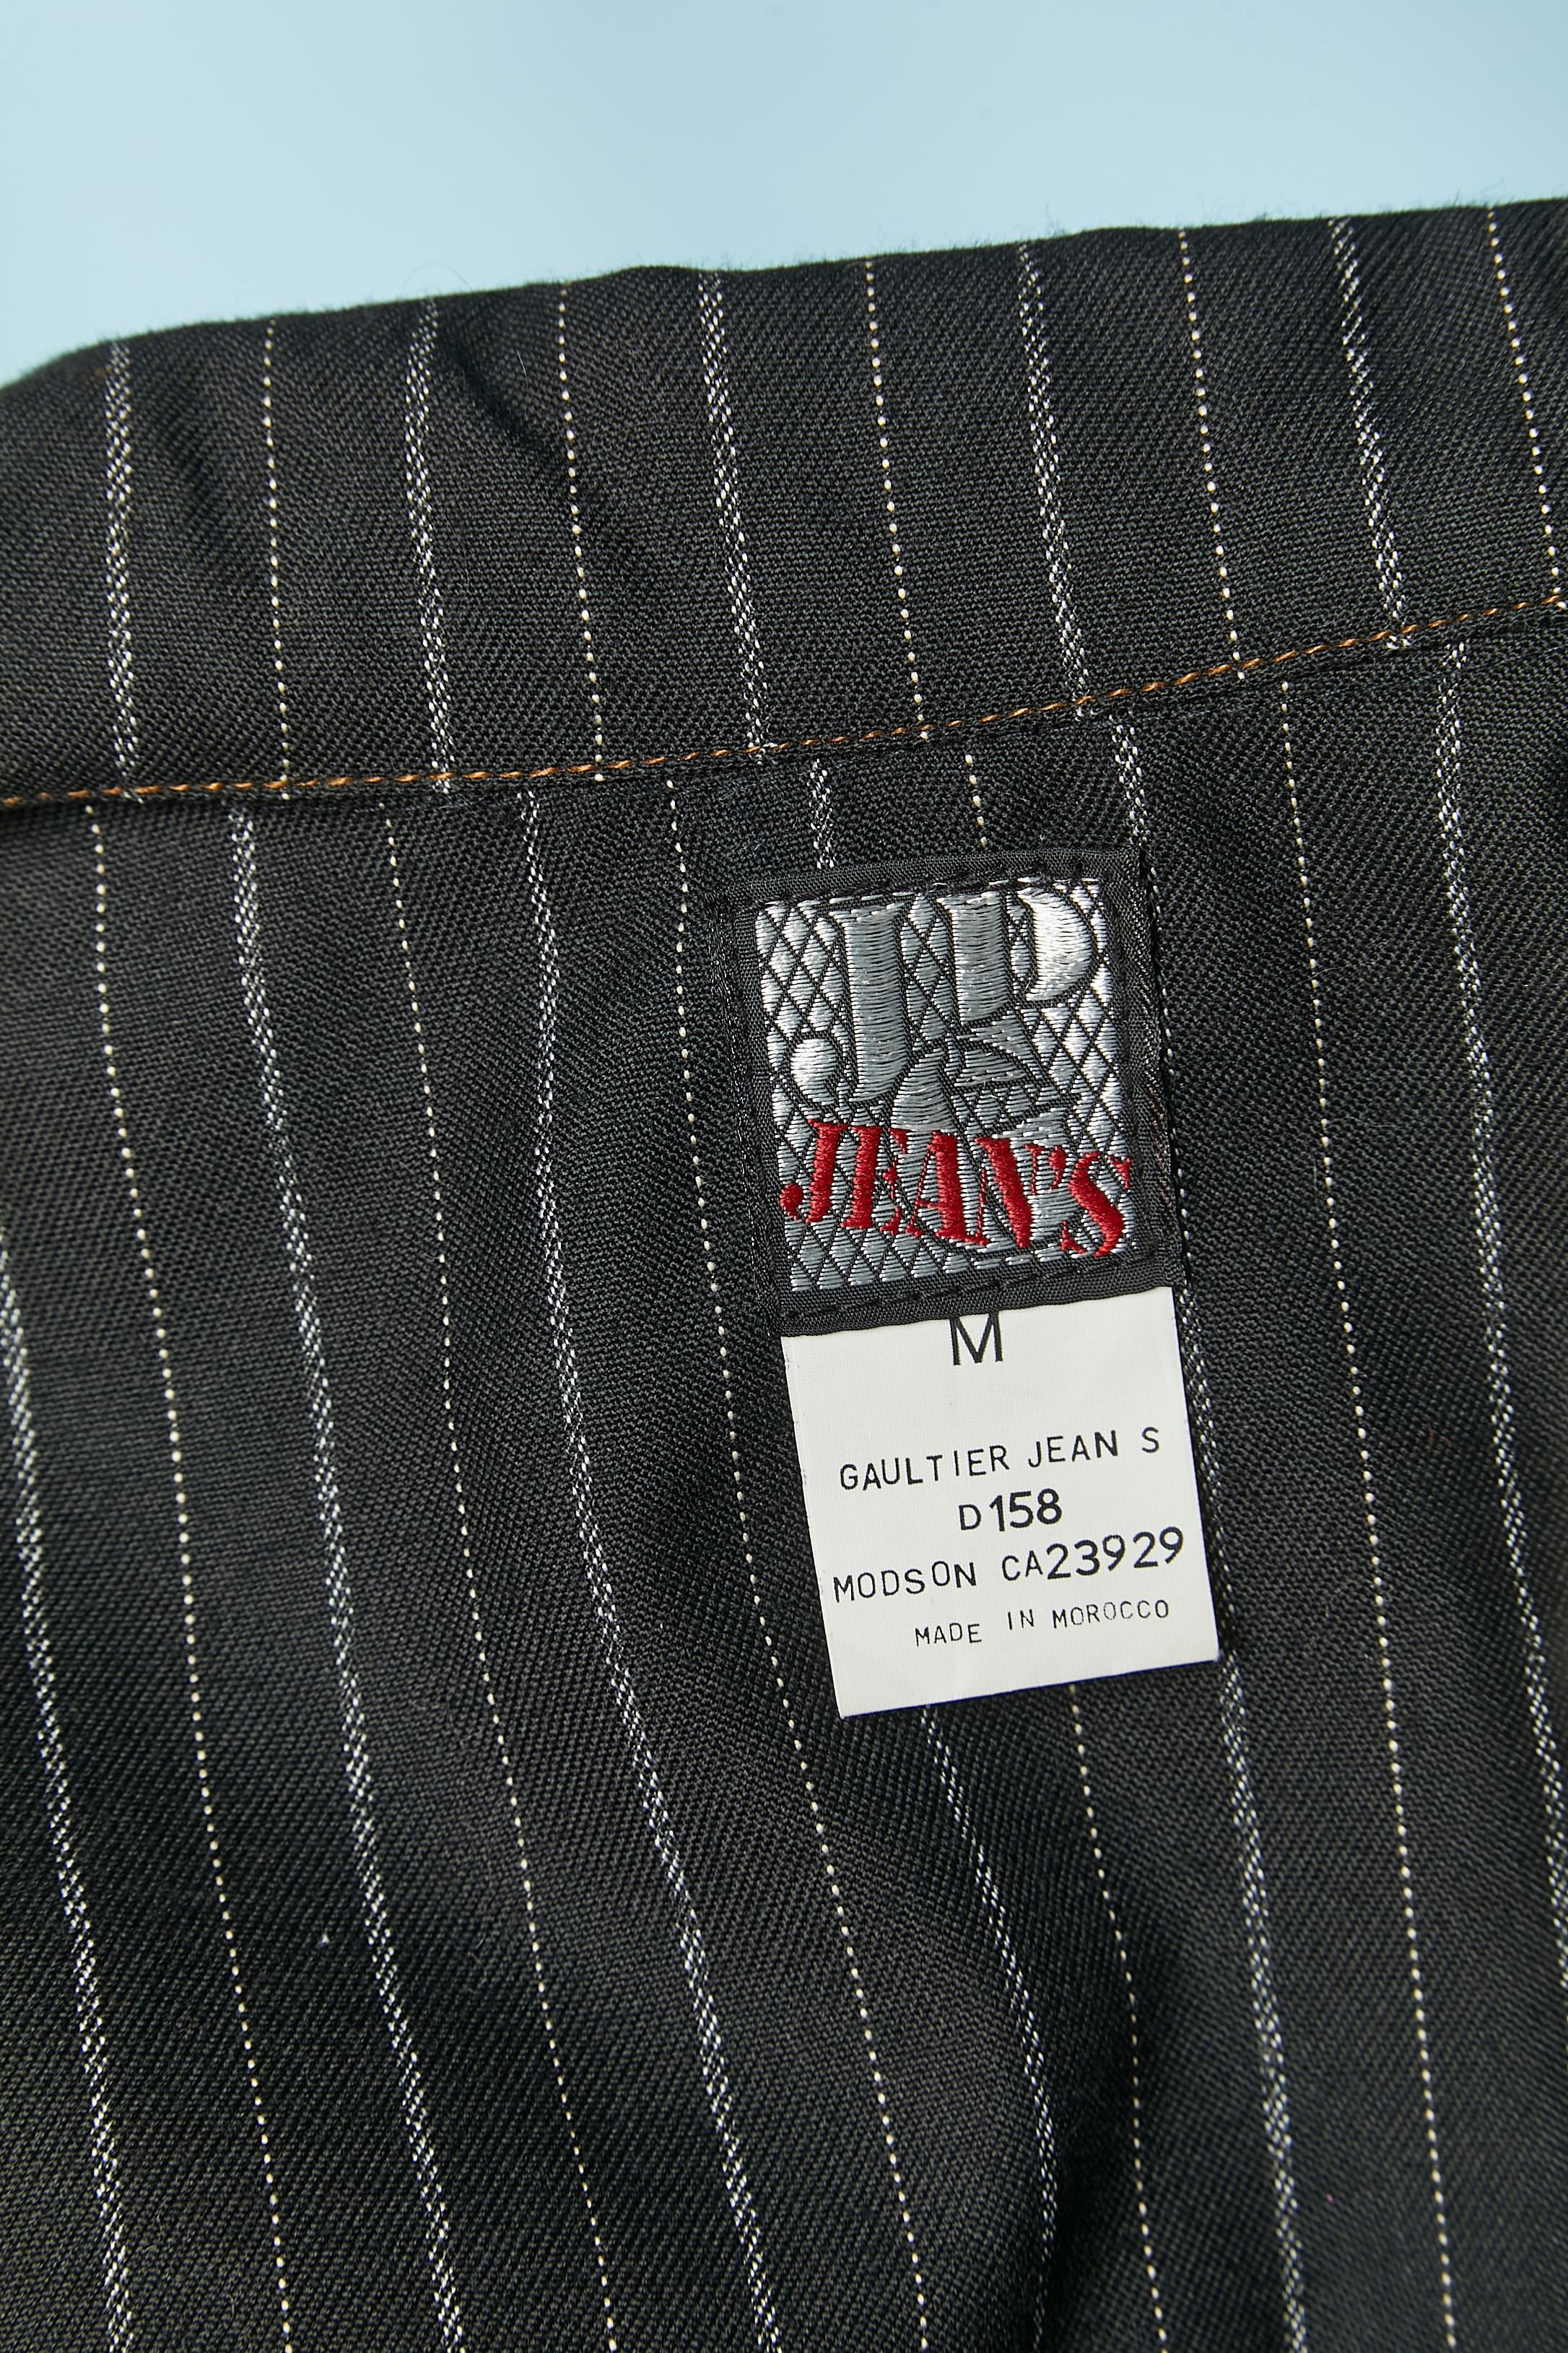 JPG
JEAN'S
M
GAULTIER JEAN S
D158
MODSON CA23929
MADE IN MOROCCO